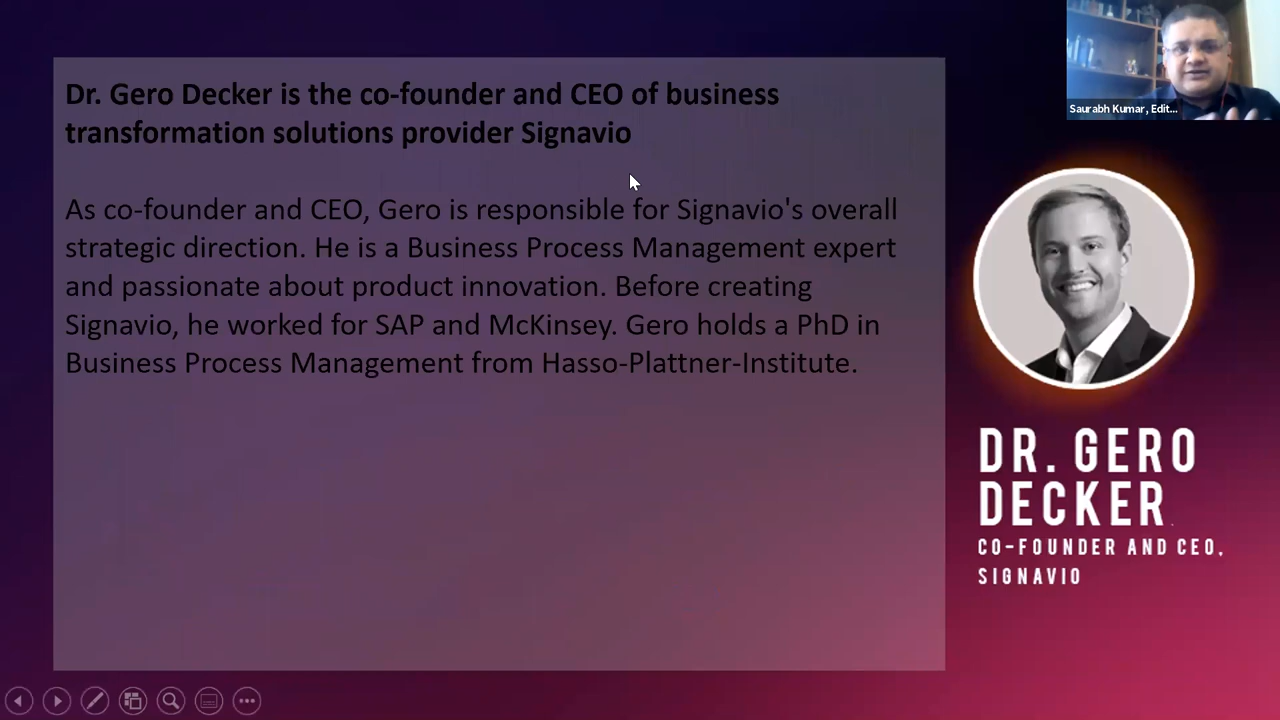 Dr. Gero Decker is the co-founder and CEO of business
transformation solutions provider Signavio
As co-founder and CEO, Gero is responsible for Signavio's overall
strategic direction. He is a Business Process Management expert
and passionate about product innovation. Before creating
Signavio, he worked for SAP and McKinsey. Gero holds a PhD in
Business Process Management from Hasso-Plattner-Institute.
Saurabh Kumar, Edit...
DR. GERO
DECKER
CO-FOUNDER AND CEO,
SIGNAVIO